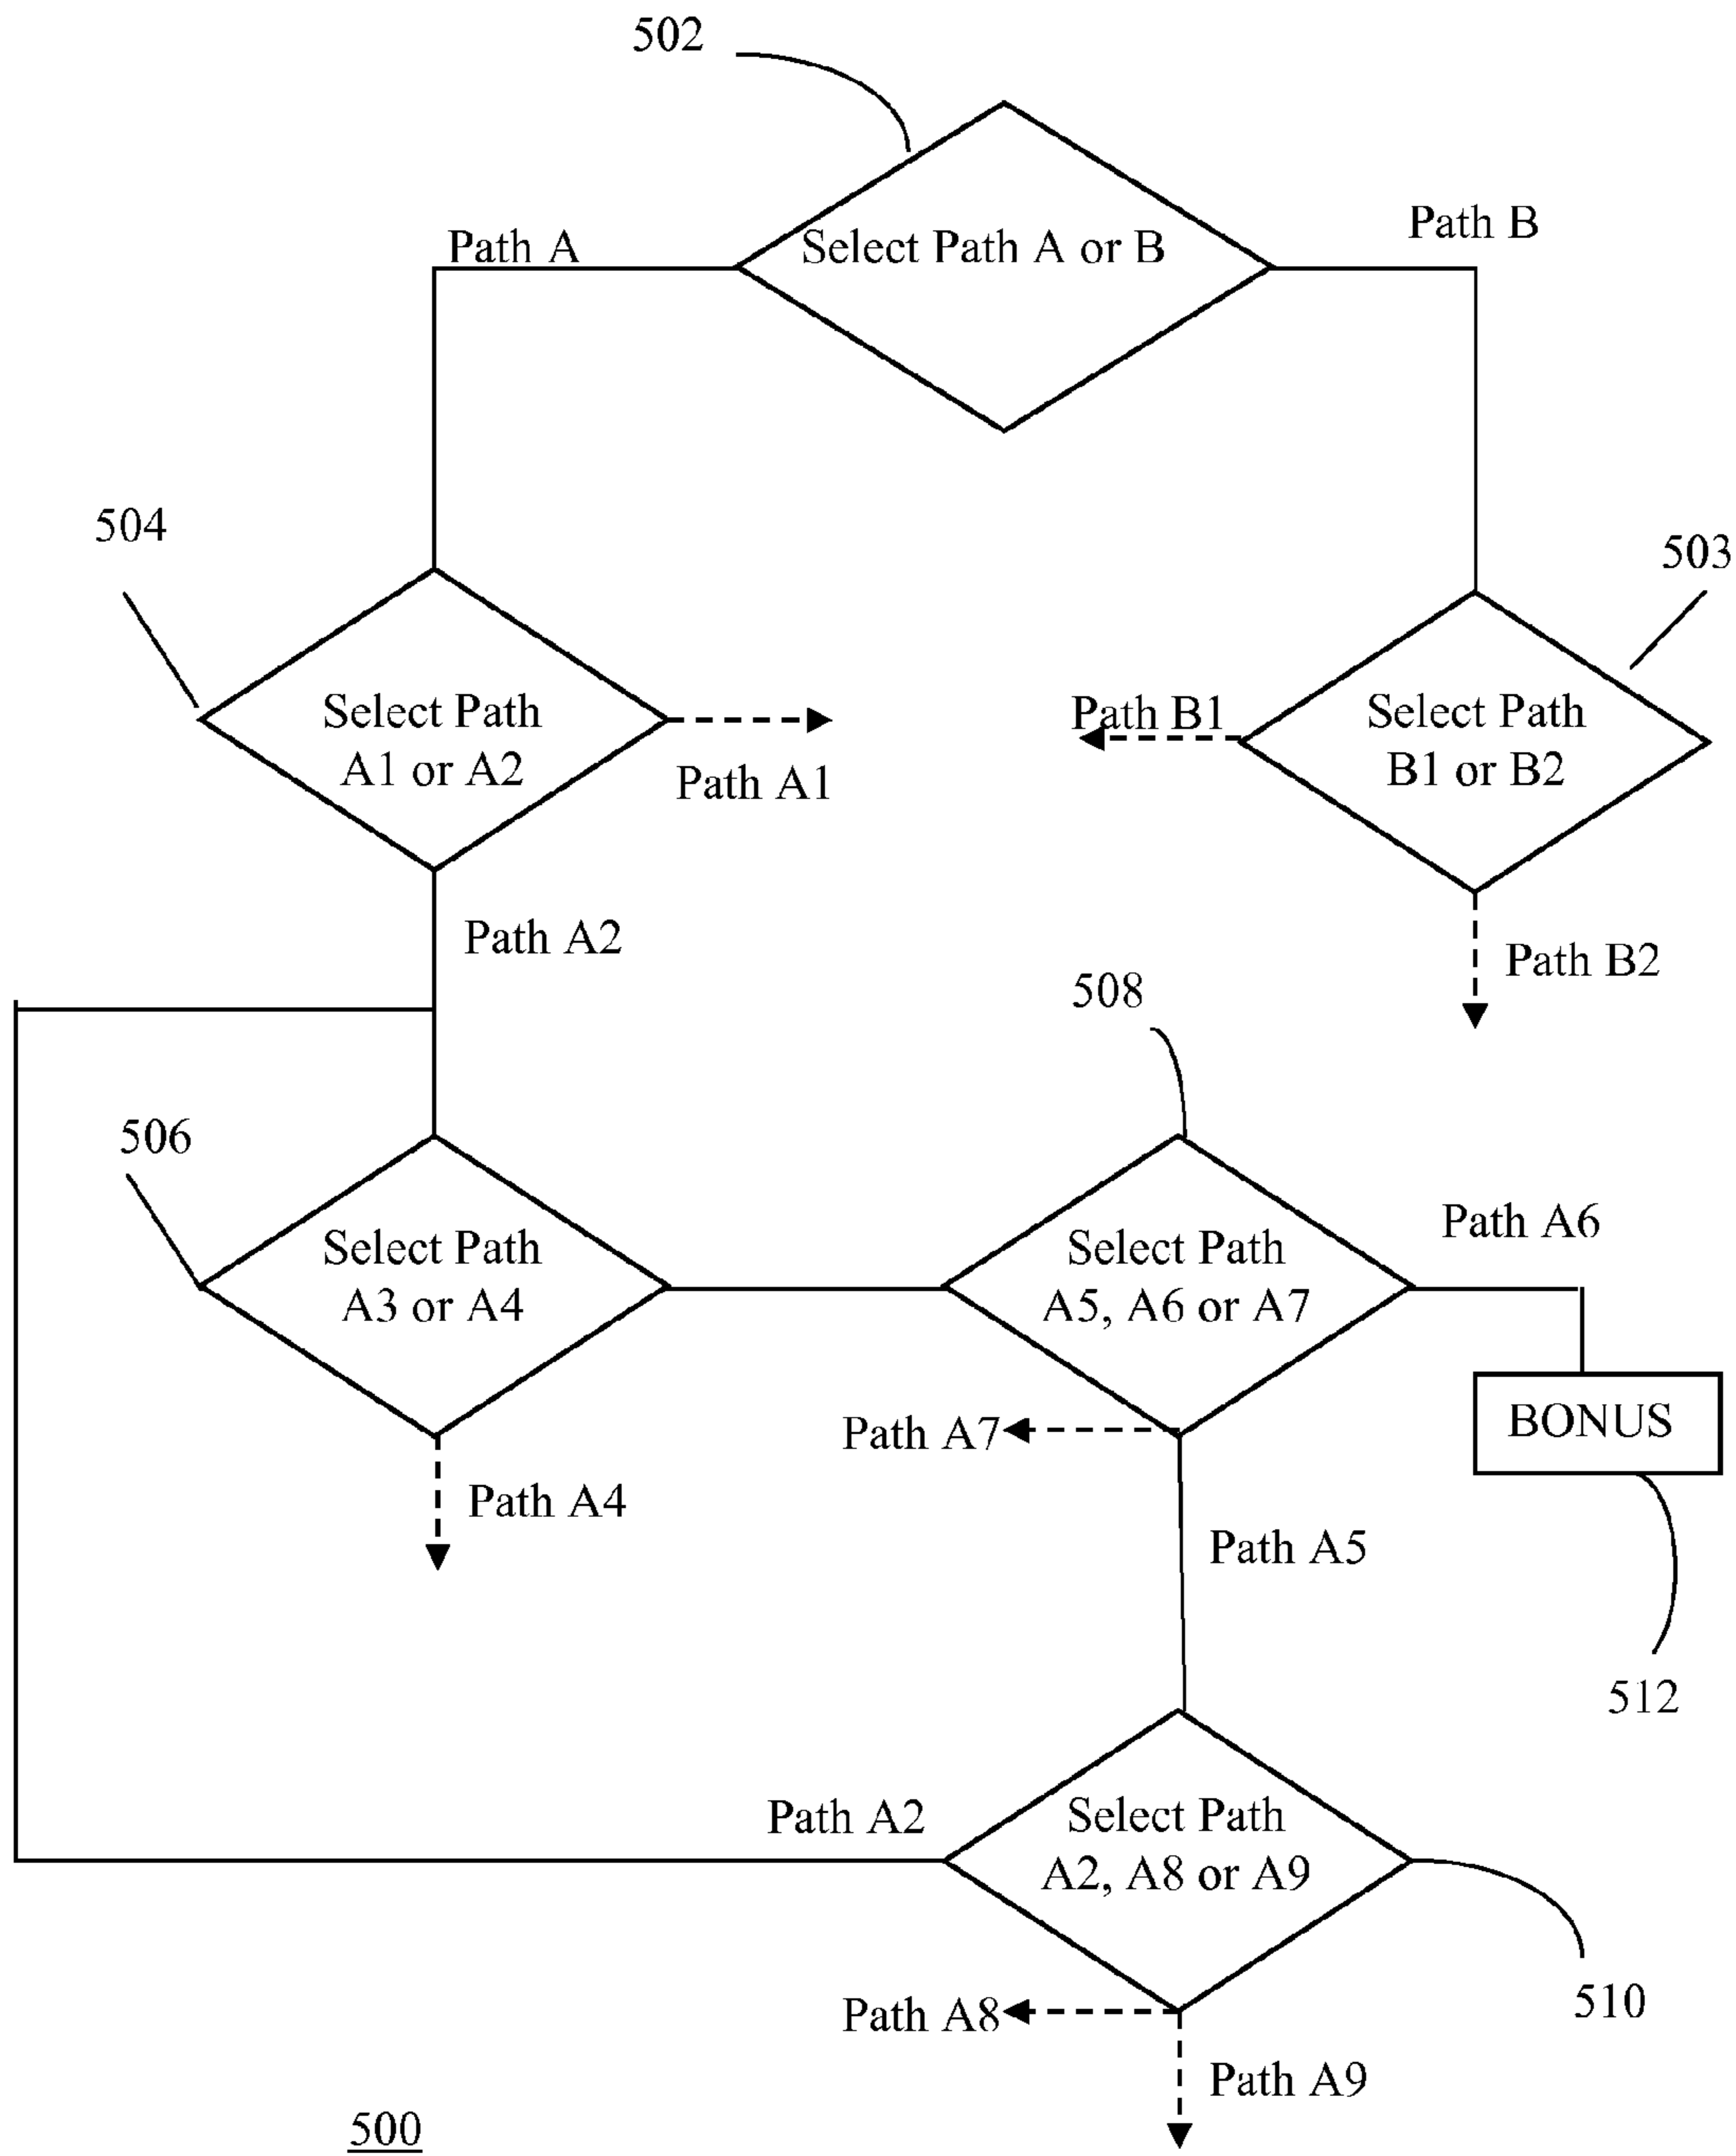 502
Path A
Select Path A or B
Path B
504
503
Select Path
A1 or A2
Path A1
Path B1
Select Path
B1 or B2
Path A2
Path B2
508
506
Select Path
A3 or A4
Select Path
A5, A6 or A7
Path A6
Path A7
BONUS
Path A4
Path A5
512
Path A2
Select Path
A2, A8 or A9
510
Path A8
Path A9
500